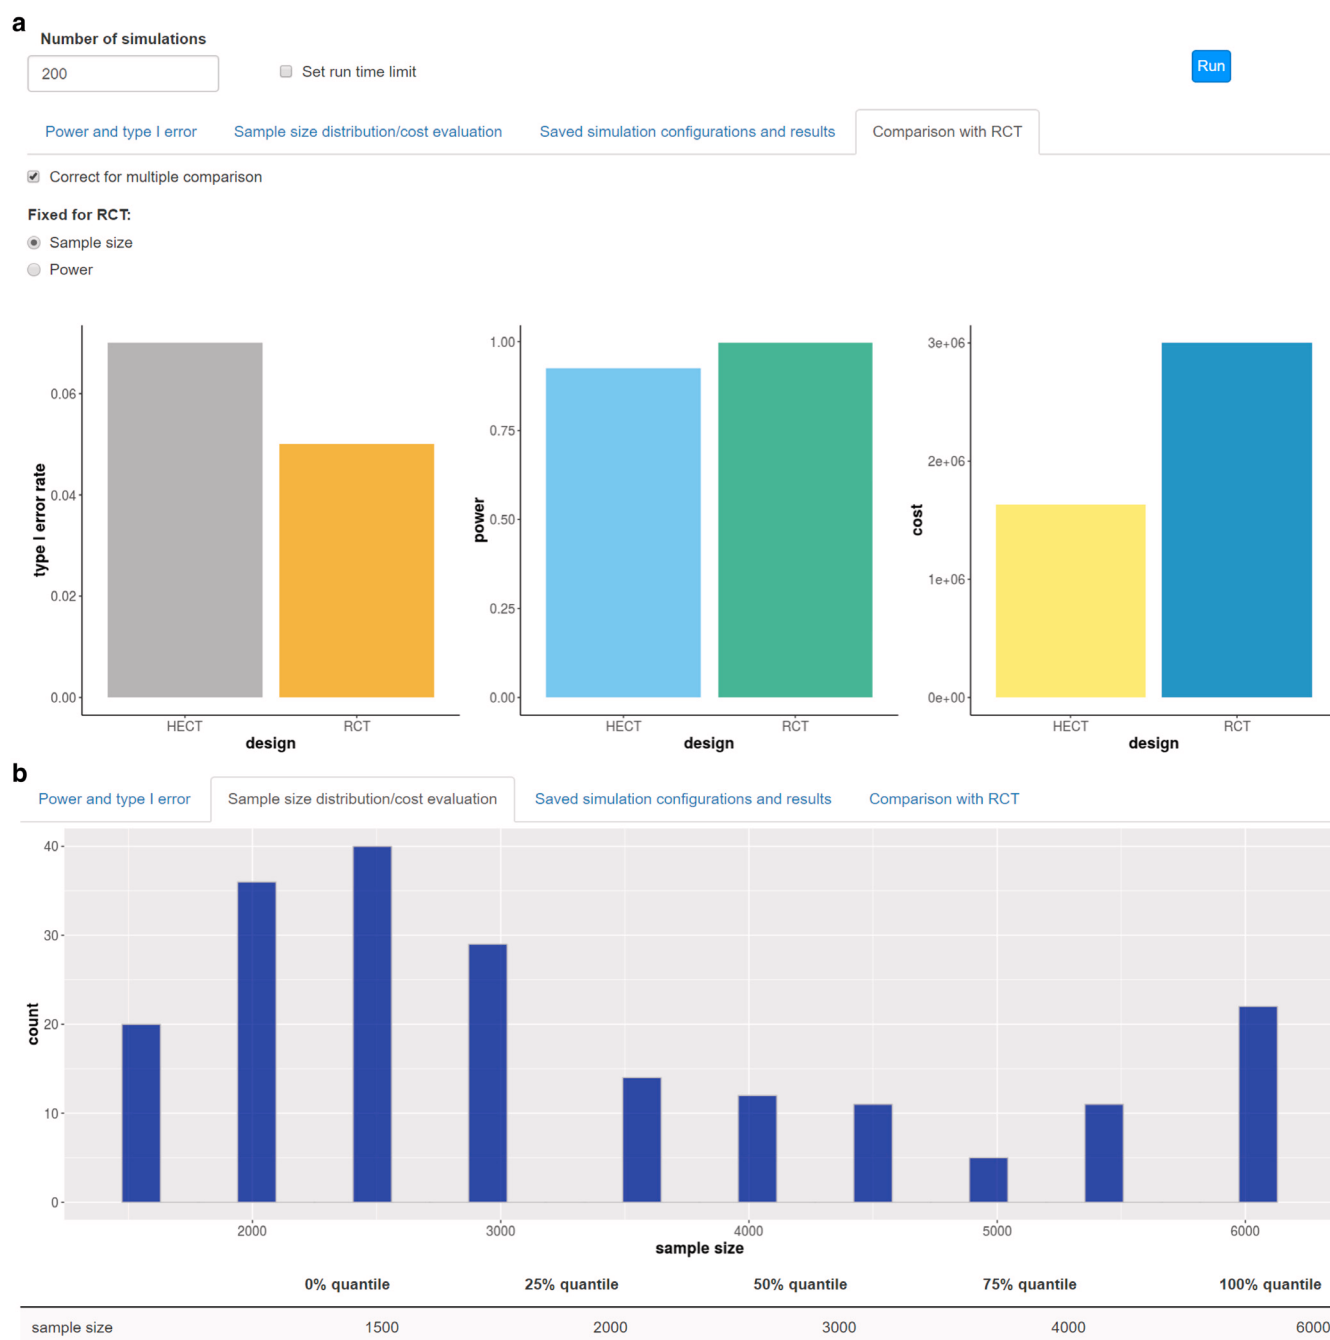 a
Number of simulations
200
Set run time limit
Run
Power and type I error
Sample size distribution/cost evaluation
Saved simulation configurations and results
Comparison with RCT
Correct for multiple comparison
Fixed for RCT:
Sample size
Power
type I error rate
0.06
0.04
0.02
0.00
HECT
RCT
design
power
1.00
0.75
0.50
0.25
0.00
HECT
RCT
design
cost
3e+06
2e+06
1e+06
0e+00
HECT
RCT
design
b
Power and type I error
Sample size distribution/cost evaluation
Saved simulation configurations and results
Comparison with RCT
count
40
30
20
10
0
2000 3000 4000 5000 6000
sample size
0% quantile 25% quantile 50% quantile 75% quantile 100% quantile
sample size 1500 2000 3000 4000 6000